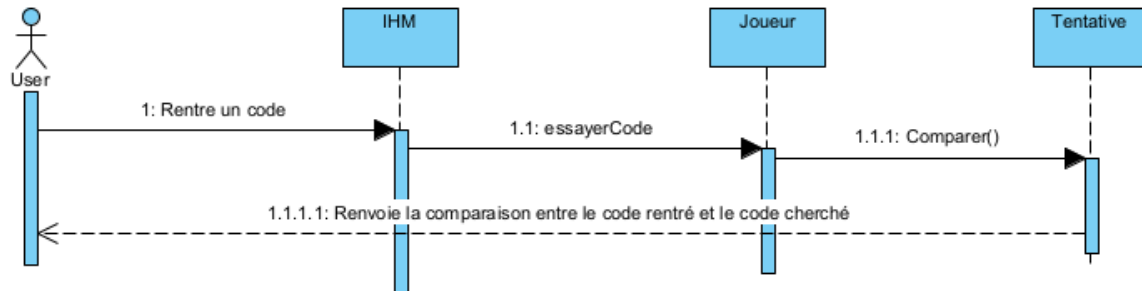 IHM
Joueur
Tentative
User
1: Rentre un code
1.1: essayerCode
1.1.1: Comparer()
1.1.1.1: Renvoie la comparaison entre le code rentré et le code cherché